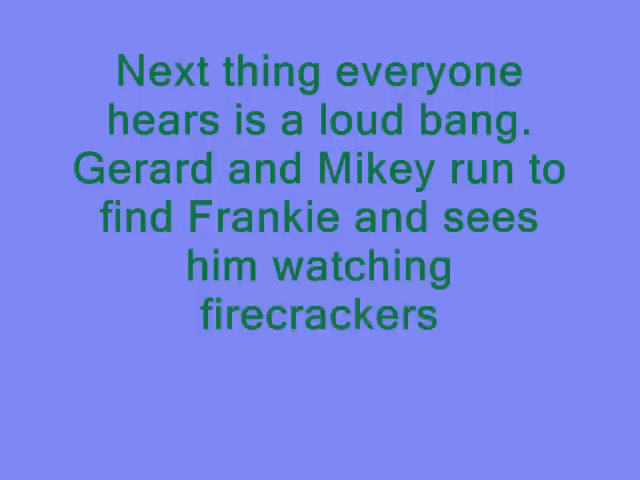 Next thing everyone
hears is a loud bang.
Gerard and Mikey run to
find Frankie and sees
him watching
firecrackers